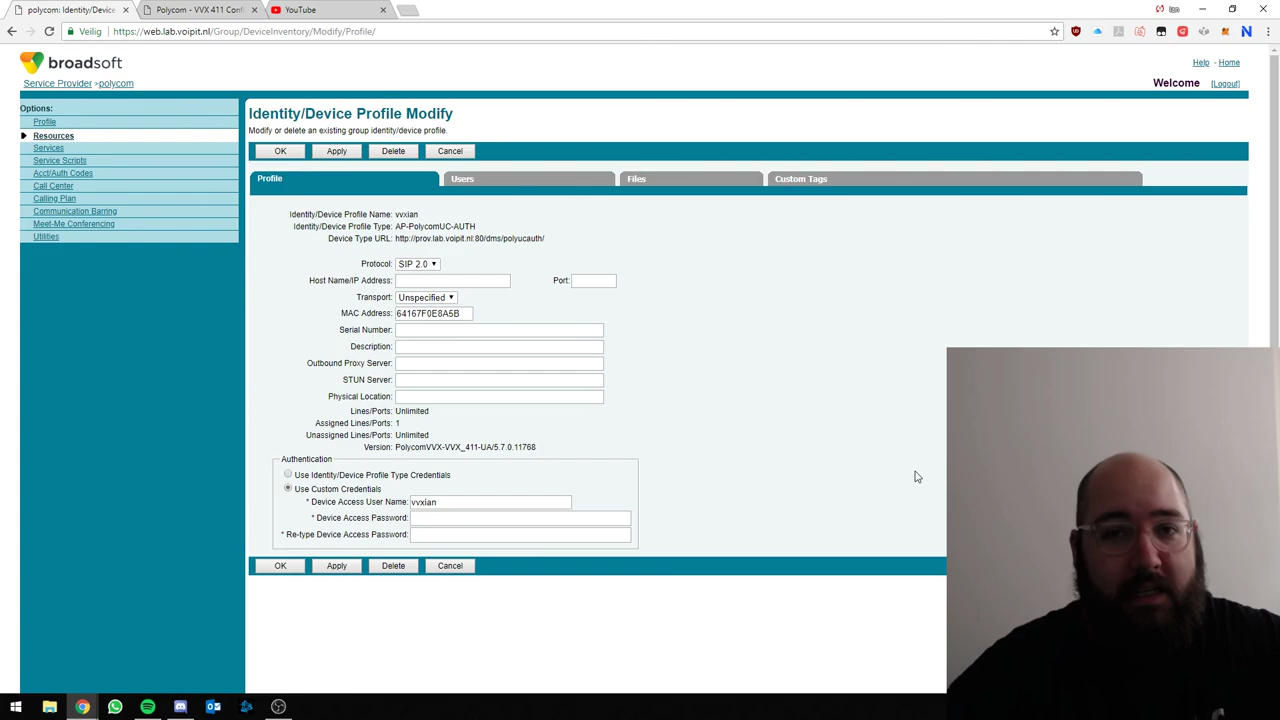 polycom: Identity/Device
Polycom - VVX 411 Confi
YouTube
Veilig
https://web.lab.voipit.nl/Group/DeviceInventory/Modify/Profile/
broadsoft
Help - Home
Service Provider >polycom
Welcome [Logout]
Options:
Profile
Resources
Services
Service Scripts
Acct/Auth Codes
Call Center
Calling Plan
Communication Barring
Meet-Me Conferencing
Utilities
Identity/Device Profile Modify
Modify or delete an existing group identity/device profile.
OK Apply Delete Cancel
Profile Users Files Custom Tags
Identity/Device Profile Name: vvxian
Identity/Device Profile Type: AP-PolycomUC-AUTH
Device Type URL: http://prov.lab.voipit.nl:80/dms/polyucauth/
Protocol: SIP 2.0
Host Name/IP Address: Port:
Transport: Unspecified
MAC Address: 64167F0E8A5B
Serial Number:
Description:
Outbound Proxy Server:
STUN Server:
Physical Location:
Lines/Ports: Unlimited
Assigned Lines/Ports: 1
Unassigned Lines/Ports: Unlimited
Version: PolycomVVX-VVX_411-UA/5.7.0.11768
Authentication
Use Identity/Device Profile Type Credentials
Use Custom Credentials
* Device Access User Name: vvxian
* Device Access Password:
* Re-type Device Access Password:
OK Apply Delete Cancel